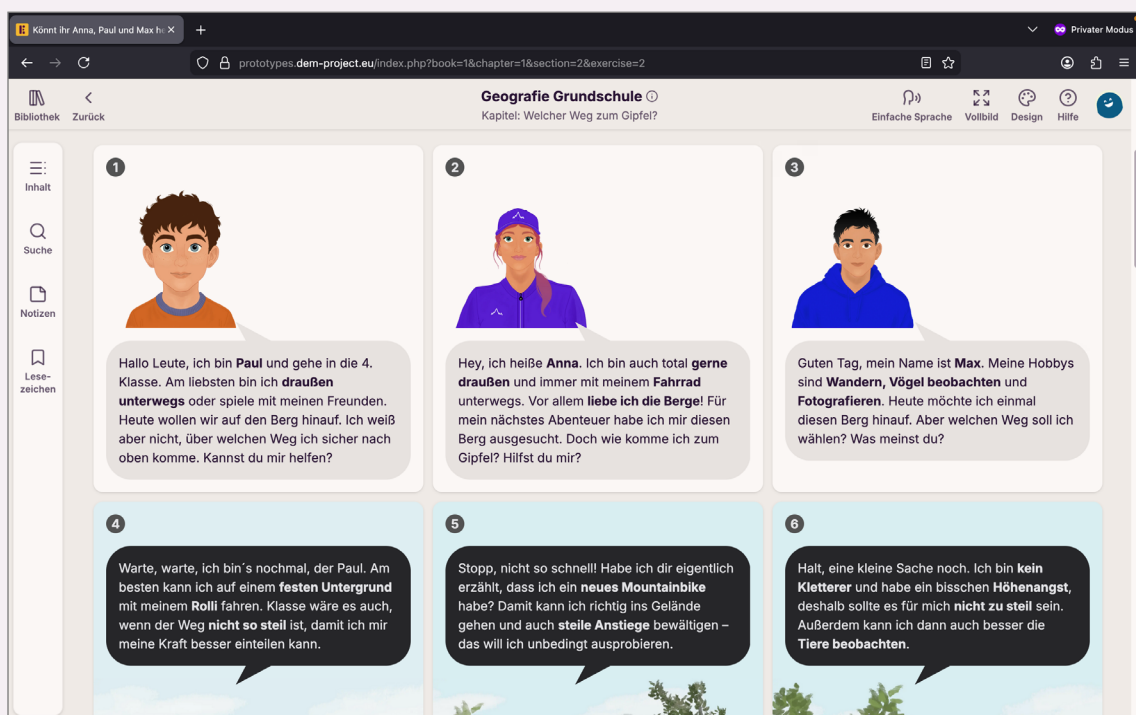 Könnt ihr Anna, Paul und Max he
Privater Modus
prototypes.dem-project.eu/index.php?book=1&chapter=1&section=2&exercise=2
Bibliothek
Zurück
Geografie Grundschule
Kapitel: Welcher Weg zum Gipfel?
Einfache Sprache
Vollbild
Design
Hilfe
Inhalt
Suche
Notizen
Lese-
zeichen
1
Hallo Leute, ich bin Paul und gehe in die 4.
Klasse. Am liebsten bin ich draußen
unterwegs oder spiele mit meinen Freunden.
Heute wollen wir auf den Berg hinauf. Ich weiß
aber nicht, über welchen Weg ich sicher nach
oben komme. Kannst du mir helfen?
2
Hey, ich heiße Anna. Ich bin auch total gerne
draußen und immer mit meinem Fahrrad
unterwegs. Vor allem liebe ich die Berge! Für
mein nächstes Abenteuer habe ich mir diesen
Berg ausgesucht. Doch wie komme ich zum
Gipfel? Hilfst du mir?
3
Guten Tag, mein Name ist Max. Meine Hobbys
sind Wandern, Vögel beobachten und
Fotografieren. Heute möchte ich einmal
diesen Berg hinauf. Aber welchen Weg soll ich
wählen? Was meinst du?
4
Warte, warte, ich bin´s nochmal, der Paul. Am
besten kann ich auf einem festen Untergrund
mit meinem Rolli fahren. Klasse wäre es auch,
wenn der Weg nicht so steil ist, damit ich mir
meine Kraft besser einteilen kann.
5
Stopp, nicht so schnell! Habe ich dir eigentlich
erzählt, dass ich ein neues Mountainbike
habe? Damit kann ich richtig ins Gelände
gehen und auch steile Anstiege bewältigen –
das will ich unbedingt ausprobieren.
6
Halt, eine kleine Sache noch. Ich bin kein
Kletterer und habe ein bisschen Höhenangst,
deshalb sollte es für mich nicht zu steil sein.
Außerdem kann ich dann auch besser die
Tiere beobachten.